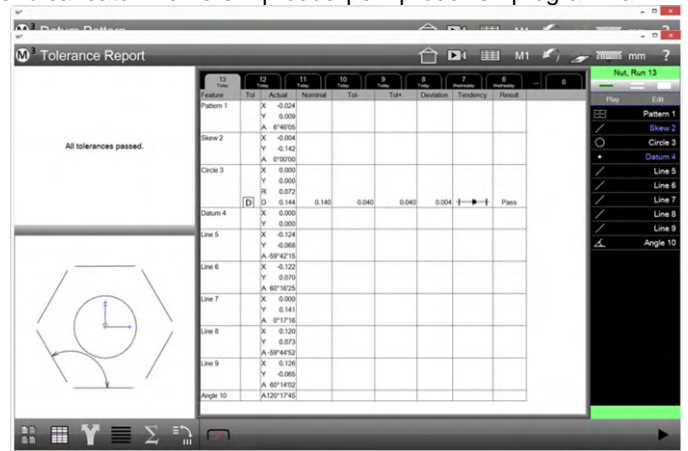 M³ Tolerance Report
M1
mm
?
13 Today 12 Today 11 Today 10 Today 9 Today 8 Today 7 Wednesday 6 Wednesday ... 0
Nut, Run 13
Play Edit
Feature Tol Actual Nominal Tol- Tol+ Deviation Tendency Result
Pattern 1 X -0.024
Y 0.009
A 6°46'05
Skew 2 X -0.004
Y -0.142
A 0°00'00
Circle 3 X 0.000
Y 0.000
R 0.072
D D 0.144 0.140 0.040 0.040 0.004 Pass
Datum 4 X 0.000
Y 0.000
Line 5 X -0.124
Y -0.068
A -59°42'15
Line 6 X -0.122
Y 0.070
A 60°16'25
Line 7 X 0.000
Y 0.141
A 0°17'16
Line 8 X 0.120
Y 0.073
A -59°44'52
Line 9 X 0.126
Y -0.065
A 60°14'02
Angle 10 A120°17'45
All tolerances passed.
Pattern 1
Skew 2
Circle 3
Datum 4
Line 5
Line 6
Line 7
Line 8
Line 9
Angle 10